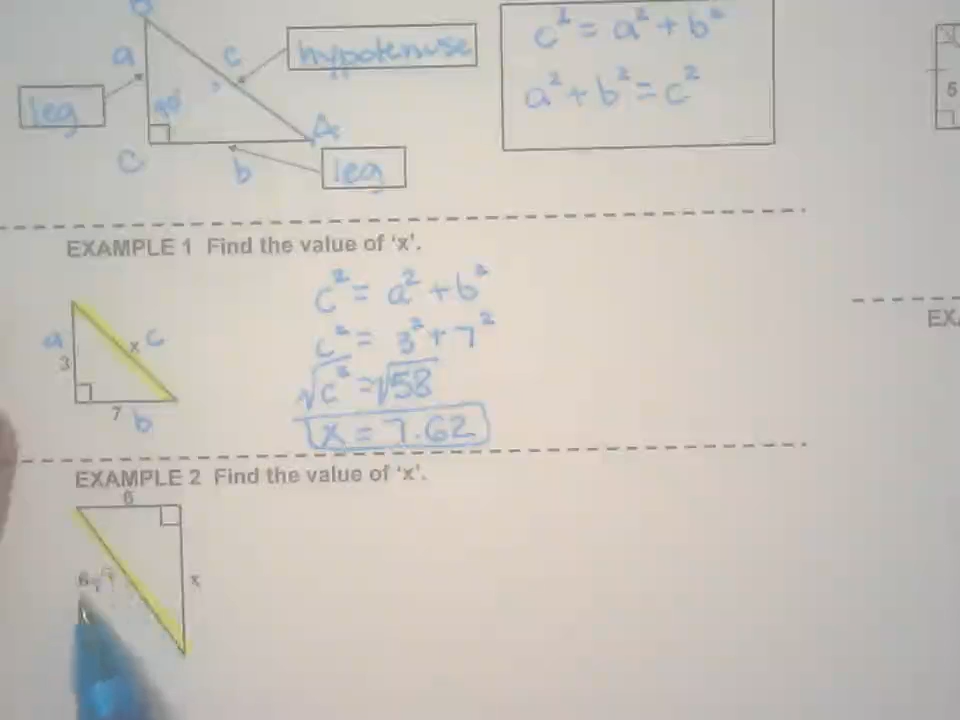 B
a
c
hypotenuse
leg
90°
C
b
leg
c² = a² + b²
a² + b² = c²
5
EXAMPLE 1 Find the value of 'x'.
a
3
x
c
7
b
c² = a² + b²
c² = 3² + 7²
√c² = √58
x = 7.62
EXAMPLE 2 Find the value of 'x'.
6
x